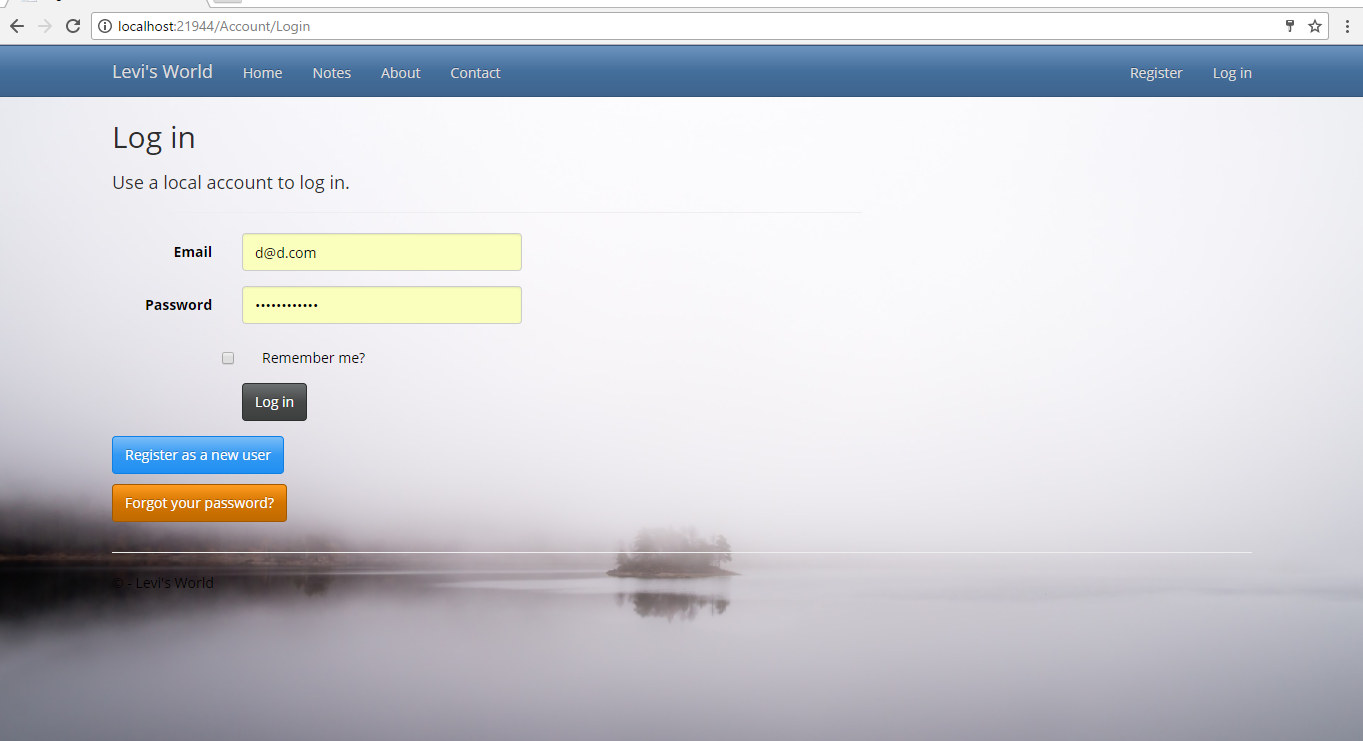 localhost:21944/Account/Login
Levi's World Home Notes About Contact Register Log in
Log in
Use a local account to log in.
Email d@d.com
Password ••••••••••••
Remember me?
Log in
Register as a new user
Forgot your password?
© - Levi's World